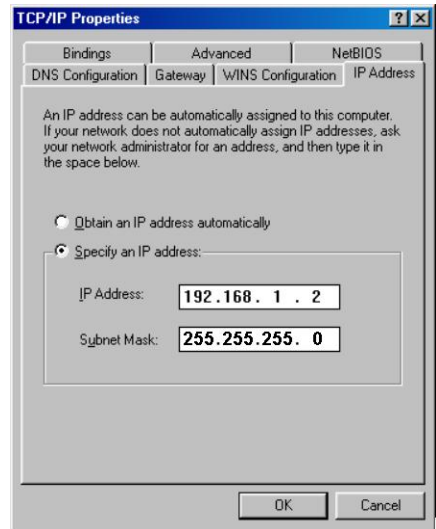 TCP/IP Properties
? ×
Bindings Advanced NetBIOS
DNS Configuration Gateway WINS Configuration IP Address
An IP address can be automatically assigned to this computer.
If your network does not automatically assign IP addresses, ask
your network administrator for an address, and then type it in
the space below.
Obtain an IP address automatically
Specify an IP address:
IP Address: 192.168. 1 . 2
Subnet Mask: 255.255.255. 0
OK Cancel